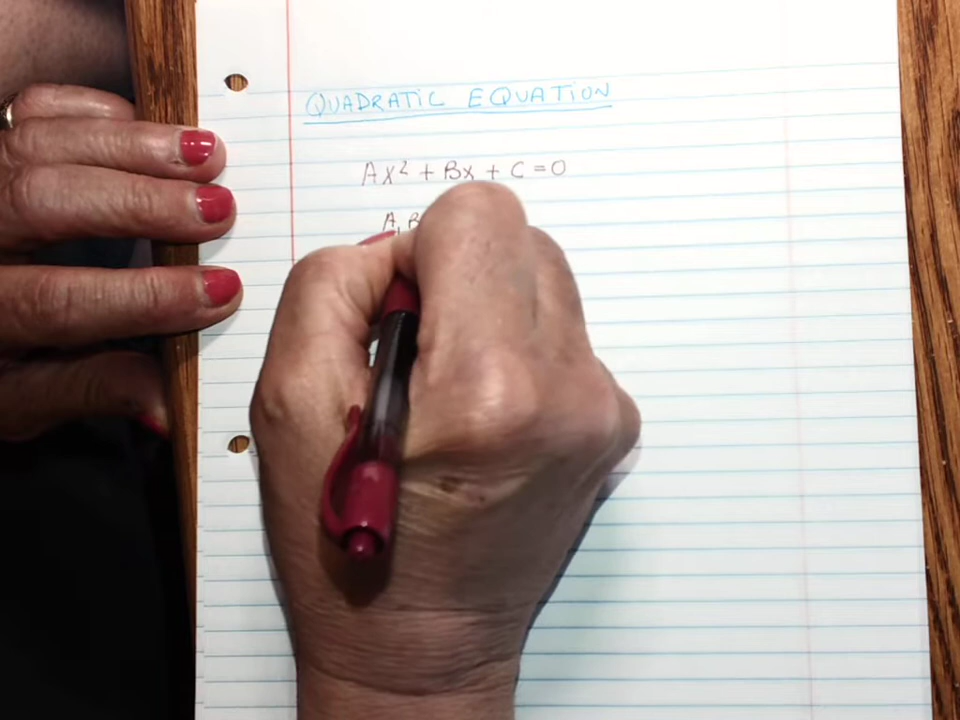 QUADRATIC EQUATION
Ax² + Bx + C = 0
A, B